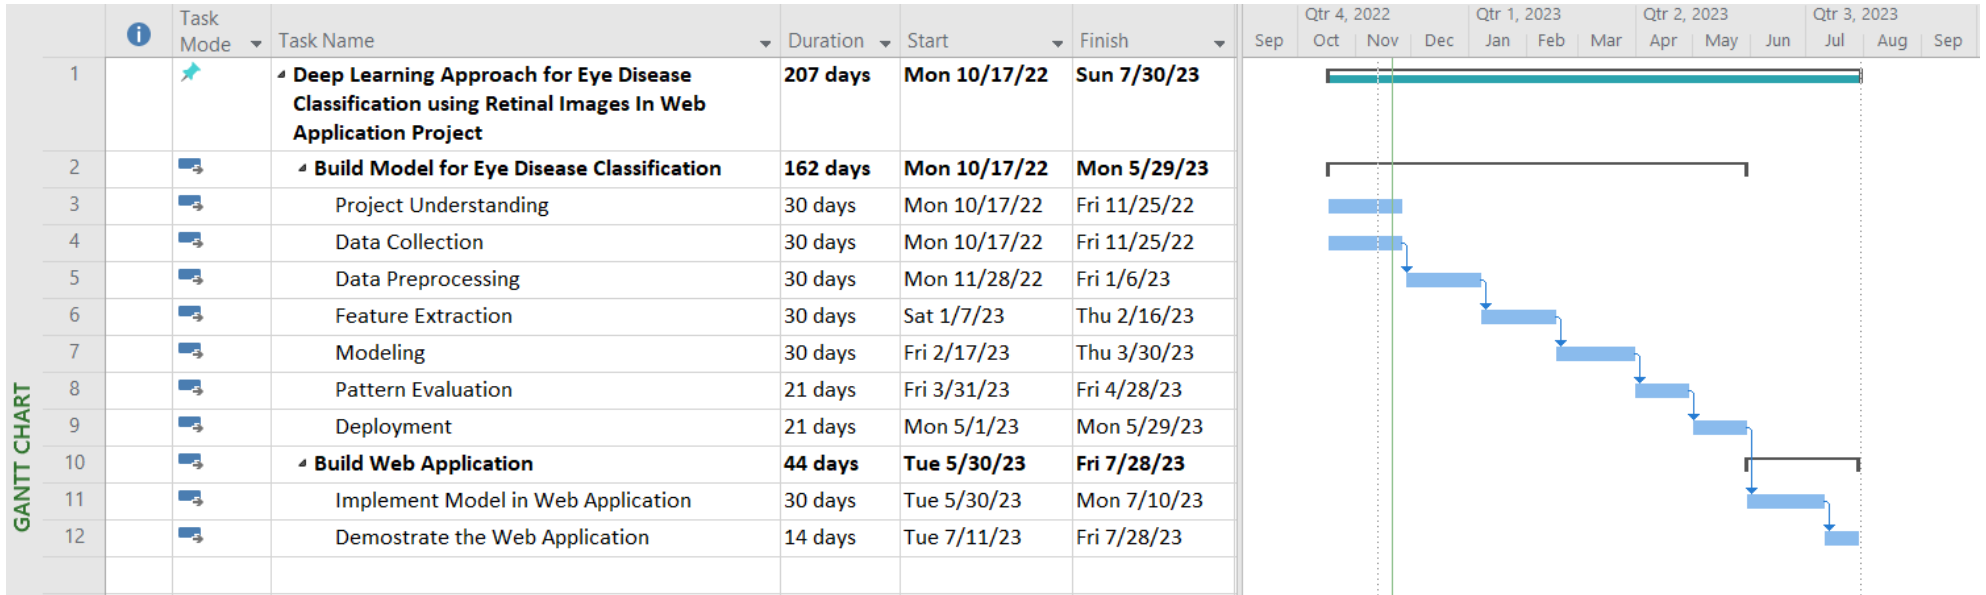 Task Mode Task Name Duration Start Finish
Qtr 4, 2022 Qtr 1, 2023 Qtr 2, 2023 Qtr 3, 2023
Sep Oct Nov Dec Jan Feb Mar Apr May Jun Jul Aug Sep
1 Deep Learning Approach for Eye Disease 207 days Mon 10/17/22 Sun 7/30/23
Classification using Retinal Images In Web
Application Project
2 Build Model for Eye Disease Classification 162 days Mon 10/17/22 Mon 5/29/23
3 Project Understanding 30 days Mon 10/17/22 Fri 11/25/22
4 Data Collection 30 days Mon 10/17/22 Fri 11/25/22
5 Data Preprocessing 30 days Mon 11/28/22 Fri 1/6/23
6 Feature Extraction 30 days Sat 1/7/23 Thu 2/16/23
7 Modeling 30 days Fri 2/17/23 Thu 3/30/23
8 Pattern Evaluation 21 days Fri 3/31/23 Fri 4/28/23
9 Deployment 21 days Mon 5/1/23 Mon 5/29/23
10 Build Web Application 44 days Tue 5/30/23 Fri 7/28/23
11 Implement Model in Web Application 30 days Tue 5/30/23 Mon 7/10/23
12 Demostrate the Web Application 14 days Tue 7/11/23 Fri 7/28/23
GANTT CHART